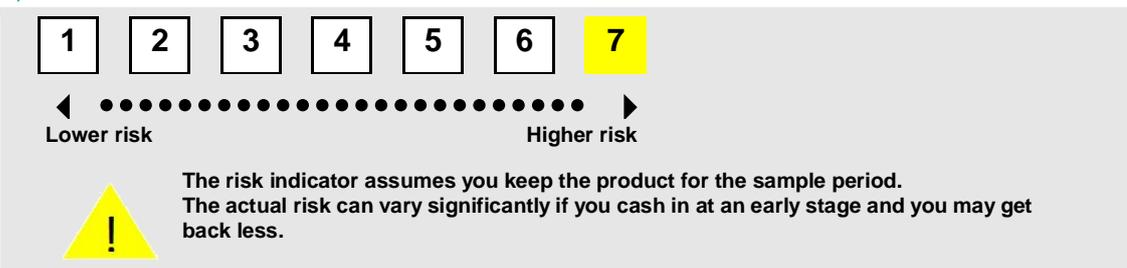 1 2 3 4 5 6 7
Lower risk Higher risk
The risk indicator assumes you keep the product for the sample period.
The actual risk can vary significantly if you cash in at an early stage and you may get
back less.
!